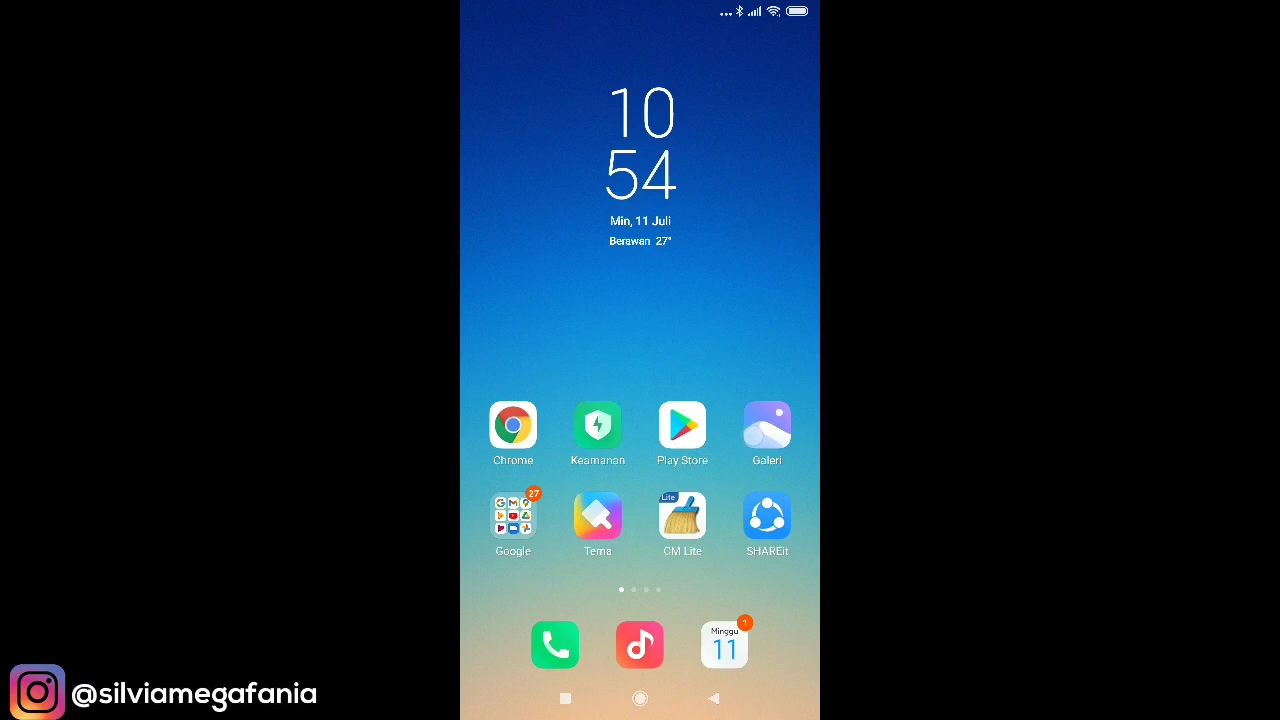 10
54
Min, 11 Juli
Berawan 27°
Chrome
Keamanan
Play Store
Galeri
27
Lite
Google
Tema
CM Lite
SHAREit
1
Minggu
11
@silviamegafania